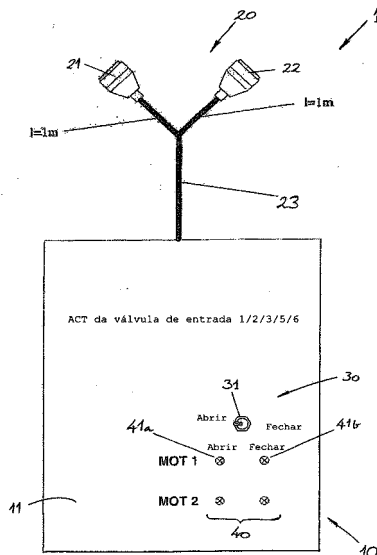 20
1
21
22
l=1m
l=1m
23
ACT da válvula de entrada 1/2/3/5/6
30
31
Abrir
Fechar
41a
Abrir Fechar
41b
MOT 1
MOT 2
11
40
10